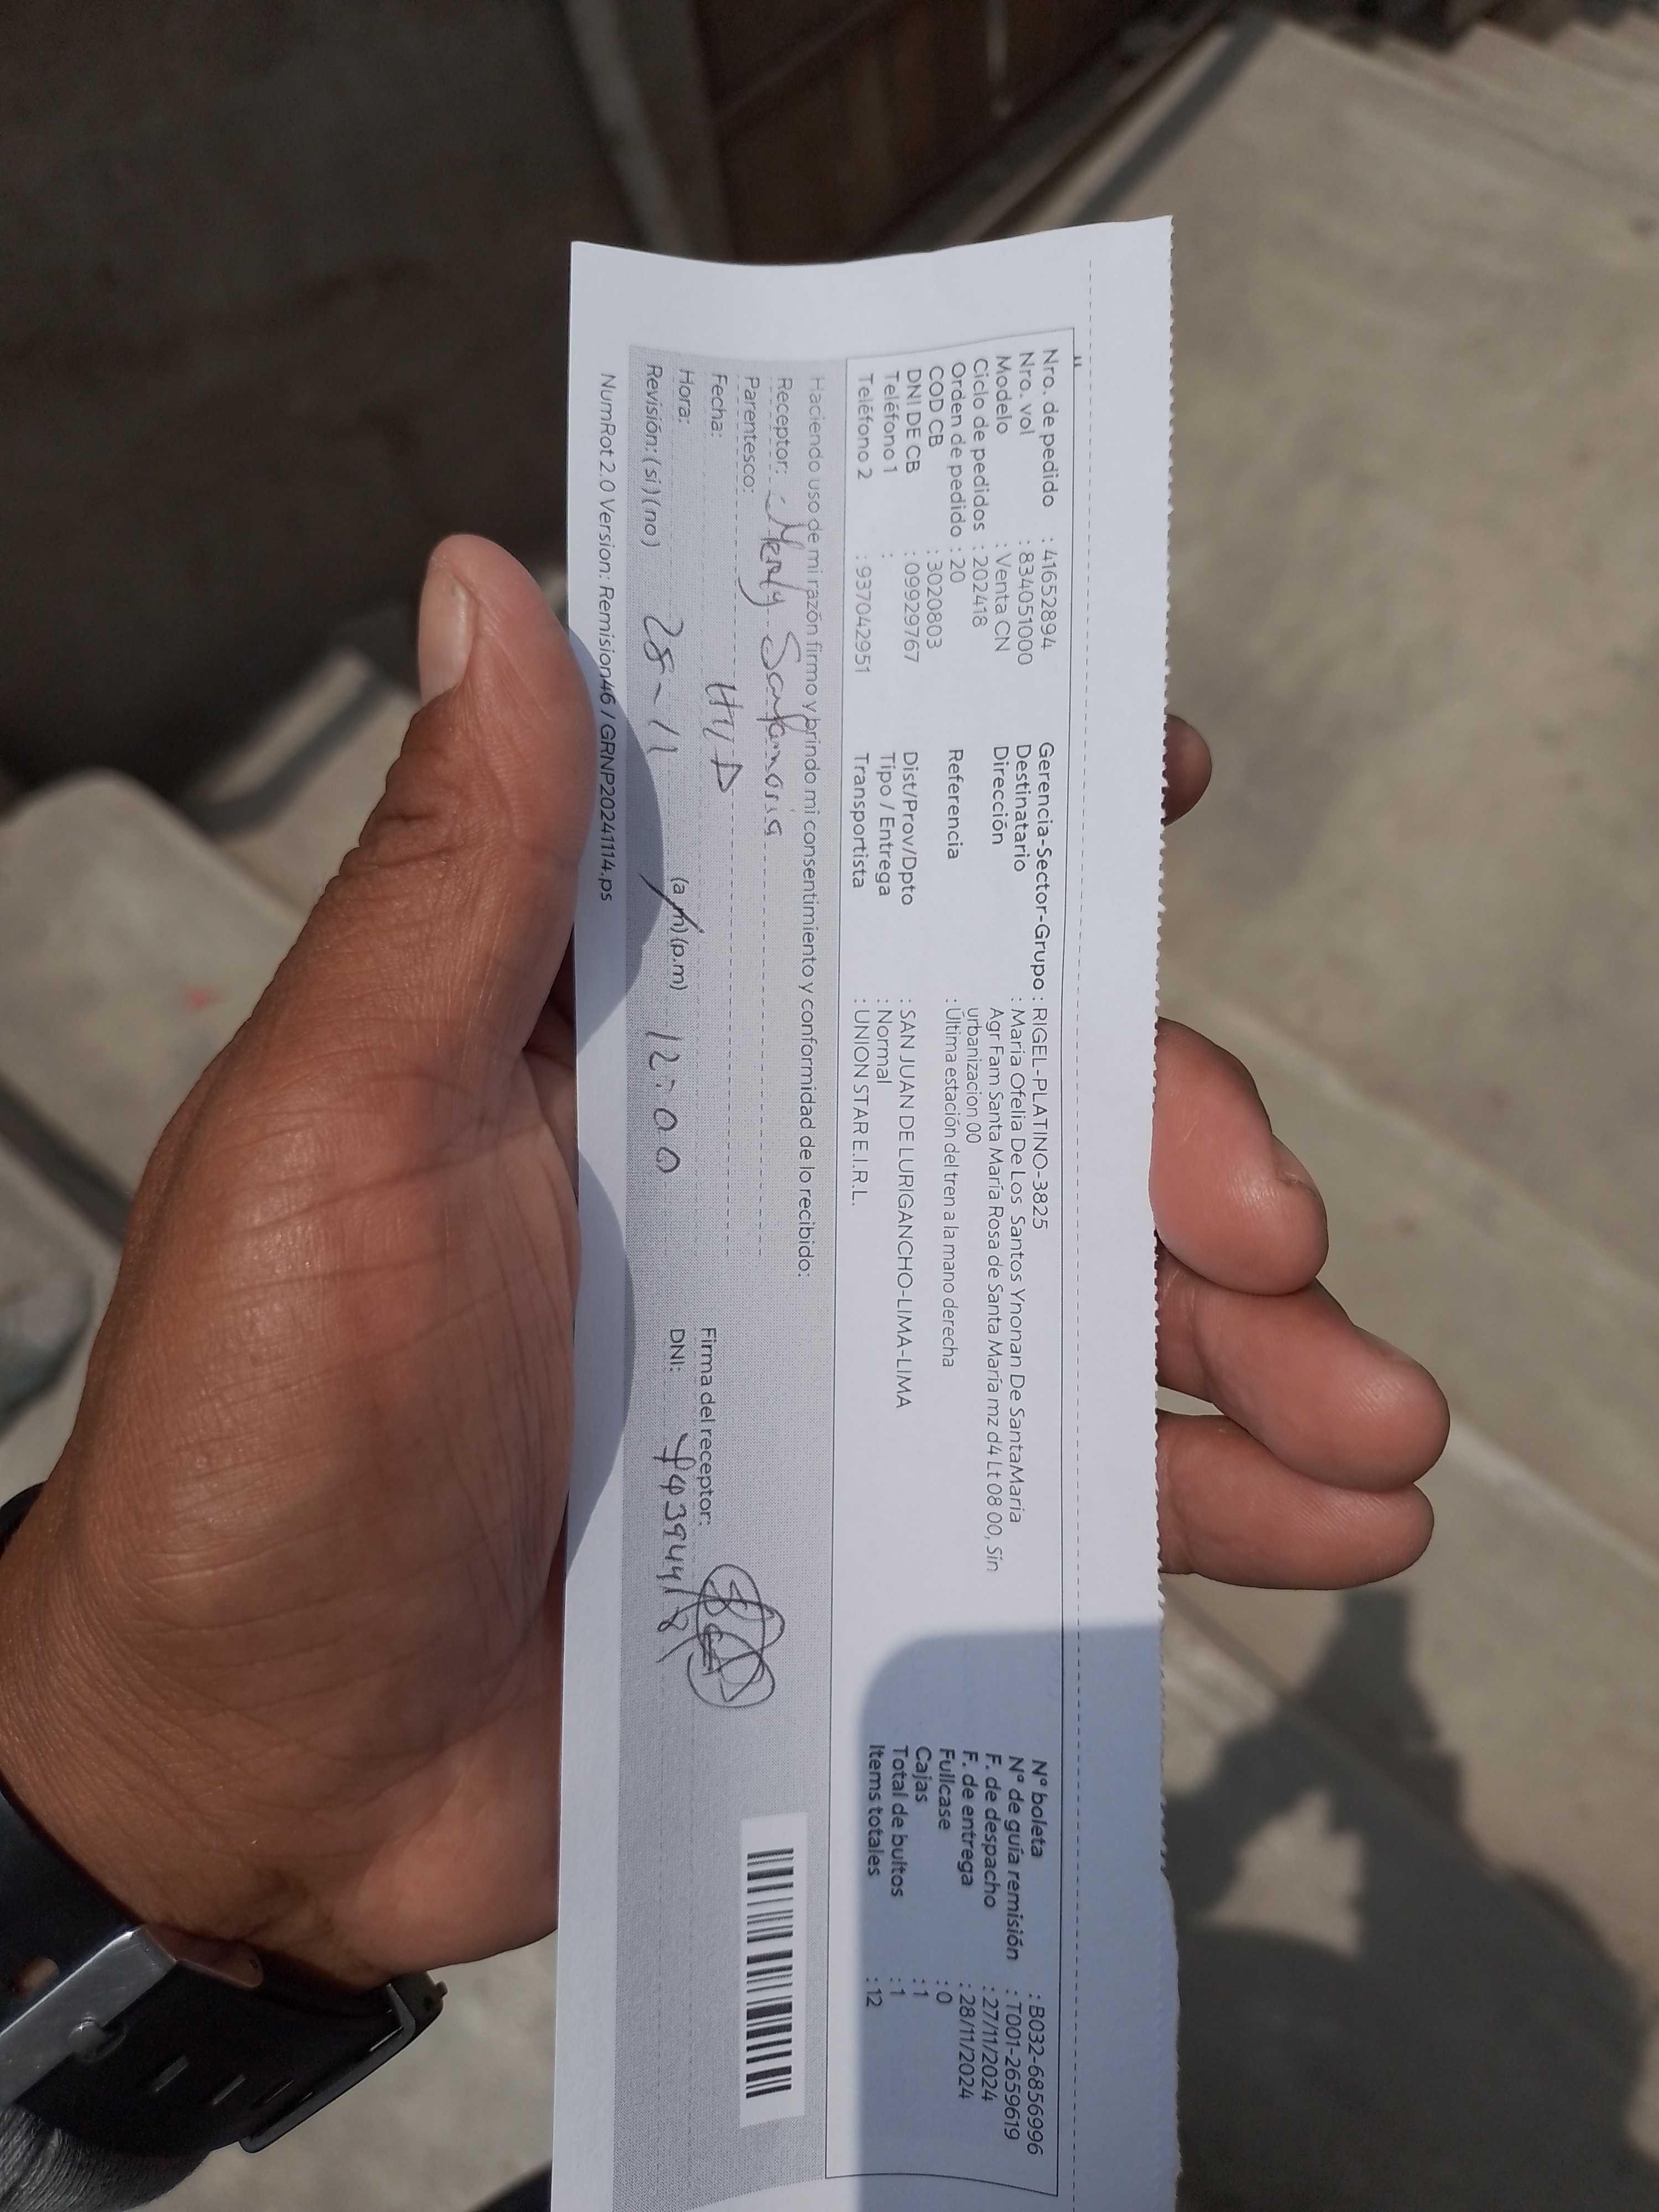 Nro. de pedido : 41652894
Nro. vol : 834051000
Modelo : Venta CN
Ciclo de pedidos : 202418
Orden de pedido : 20
COD CB : 3020803
DNI DE CB : 09929767
Teléfono 1 :
Teléfono 2 : 937042951
Gerencia-Sector-Grupo : RIGEL-PLATINO-3825
Destinatario : Maria Ofelia De Los Santos Ynonan De SantaMaría
Dirección Agr Fam Santa María Rosa de Santa María mz d4 Lt 08 00, Sin
urbanizacion 00
Referencia : Última estación del tren a la mano derecha
Dist/Prov/Dpto : SAN JUAN DE LURIGANCHO-LIMA-LIMA
Tipo / Entrega : Normal
Transportista : UNION STAR E.I.R.L.
N° boleta : B032-6856996
N° de guía remisión : T001-2659619
F. de despacho : 27/11/2024
F. de entrega : 28/11/2024
Fullcase : 0
Cajas : 1
Total de bultos : 1
Items totales : 12
Haciendo uso de mi razón firmo y brindo mi consentimiento y conformidad de lo recibido:
Receptor:
Parentesco:
Fecha:
Hora: (a.m) (p.m) 12:00
Revisión: (si) (no) 28-11
Firma del receptor:
DNI:
NumRot 2.0 Version: Remision46 / GRNP20241114.ps